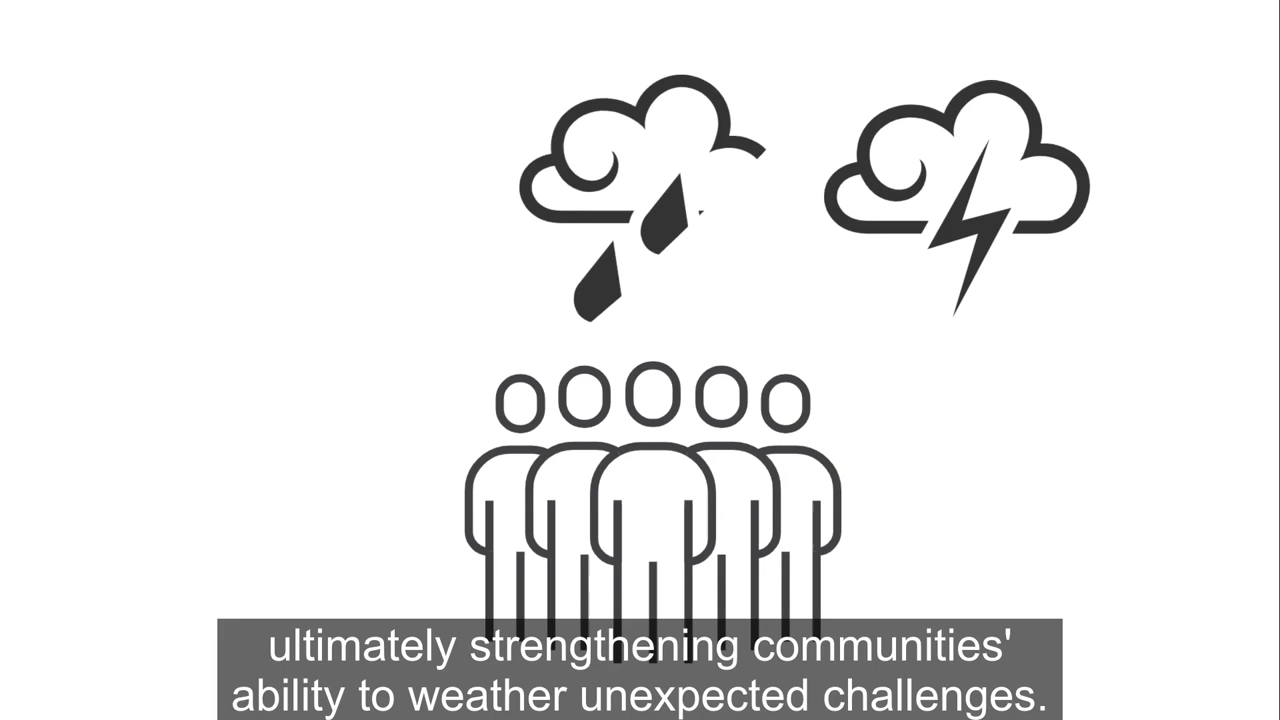 ultimately strengthening communities'
ability to weather unexpected challenges.